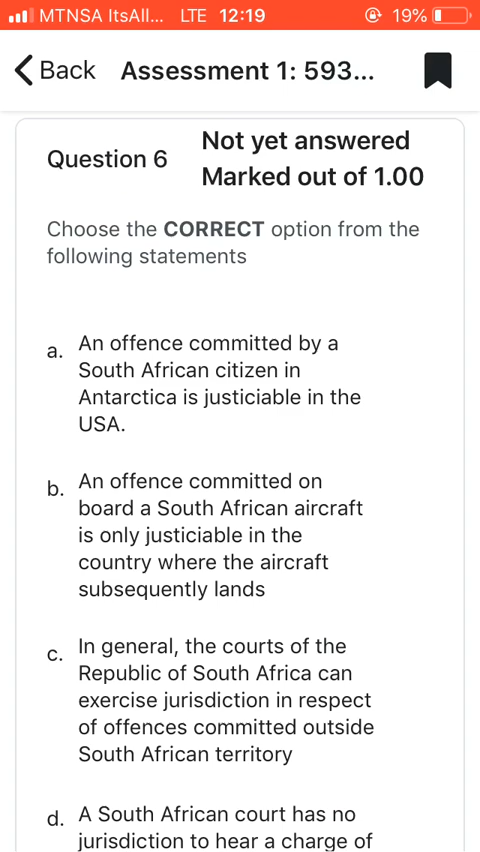 MTNSA ItsAll... LTE 12:19 19%
Back Assessment 1: 593...
Question 6
Not yet answered
Marked out of 1.00
Choose the CORRECT option from the
following statements
a. An offence committed by a
South African citizen in
Antarctica is justiciable in the
USA.
b. An offence committed on
board a South African aircraft
is only justiciable in the
country where the aircraft
subsequently lands
c. In general, the courts of the
Republic of South Africa can
exercise jurisdiction in respect
of offences committed outside
South African territory
d. A South African court has no
jurisdiction to hear a charge of